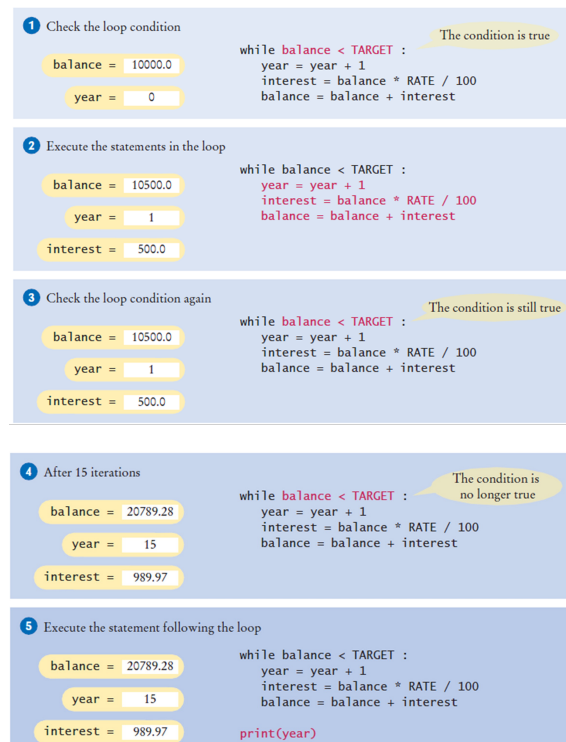 1 Check the loop condition
The condition is true
balance = 10000.0
year = 0
while balance < TARGET :
year = year + 1
interest = balance * RATE / 100
balance = balance + interest
2 Execute the statements in the loop
balance = 10500.0
year = 1
interest = 500.0
while balance < TARGET :
year = year + 1
interest = balance * RATE / 100
balance = balance + interest
3 Check the loop condition again
The condition is still true
balance = 10500.0
year = 1
interest = 500.0
while balance < TARGET :
year = year + 1
interest = balance * RATE / 100
balance = balance + interest
4 After 15 iterations
The condition is
no longer true
balance = 20789.28
year = 15
interest = 989.97
while balance < TARGET :
year = year + 1
interest = balance * RATE / 100
balance = balance + interest
5 Execute the statement following the loop
balance = 20789.28
year = 15
interest = 989.97
while balance < TARGET :
year = year + 1
interest = balance * RATE / 100
balance = balance + interest
print(year)